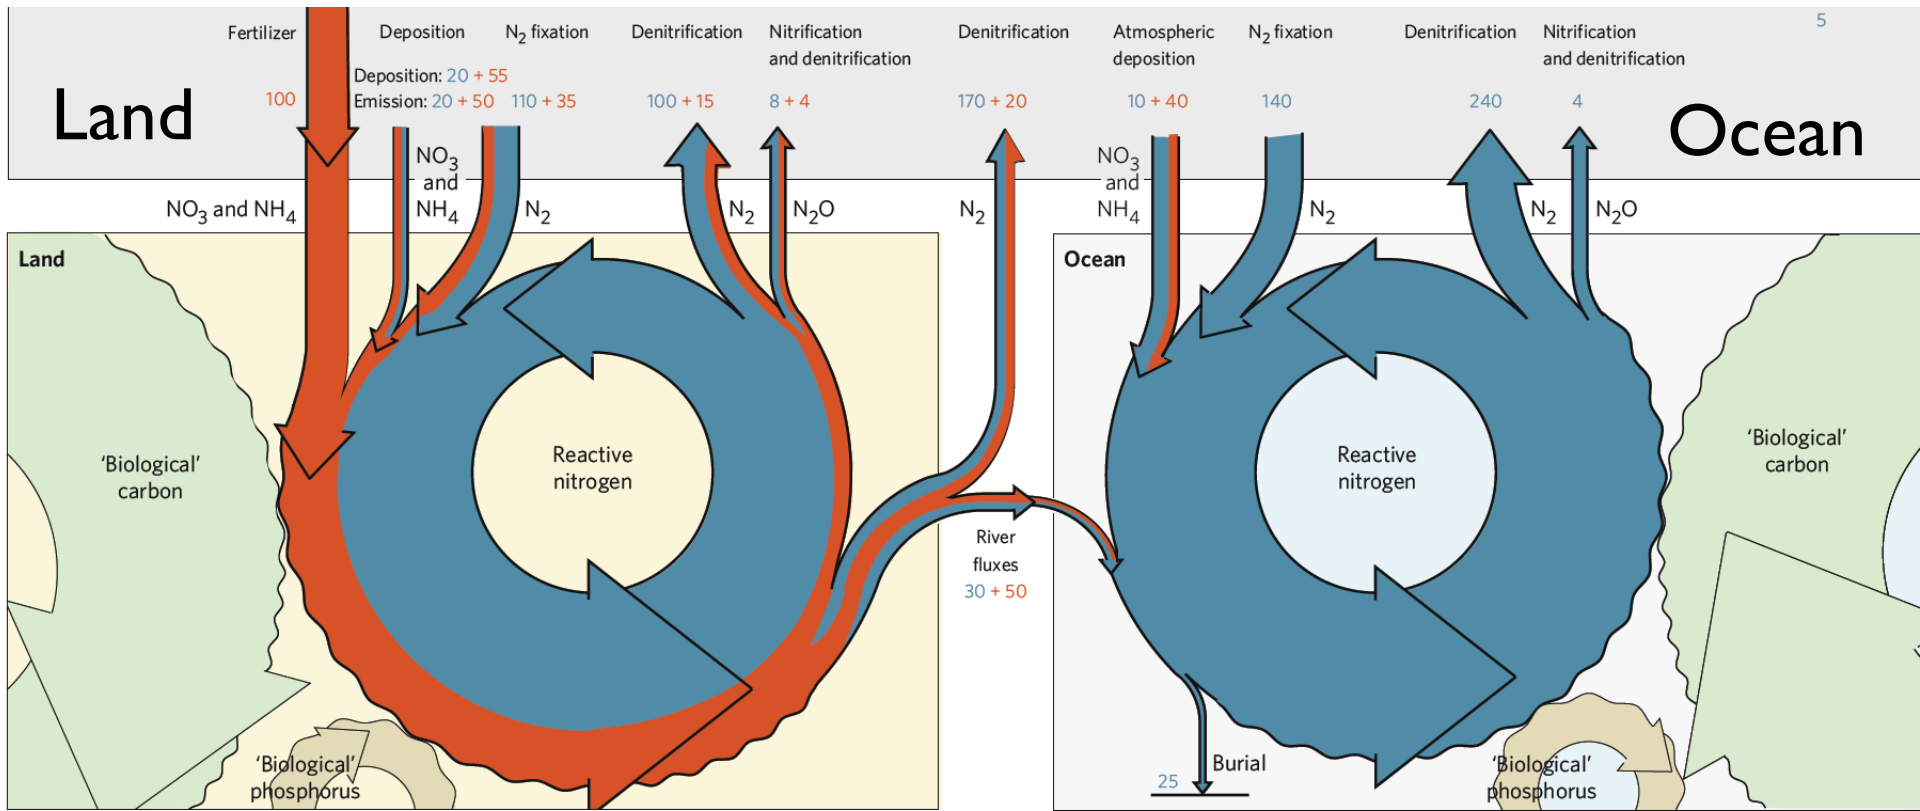 Land
Ocean
5
Fertilizer
100
Deposition
Deposition: 20 + 55
Emission: 20 + 50
N2 fixation
110 + 35
Denitrification
100 + 15
Nitrification
and denitrification
8 + 4
Denitrification
170 + 20
Atmospheric
deposition
10 + 40
N2 fixation
140
Denitrification
240
Nitrification
and denitrification
4
NO3 and NH4
NO3
and
NH4
N2
N2
N2O
N2
NO3
and
NH4
N2
N2
N2O
Land
'Biological'
carbon
Reactive
nitrogen
'Biological'
phosphorus
River
fluxes
30 + 50
Ocean
Reactive
nitrogen
'Biological'
carbon
25
Burial
'Biological'
phosphorus